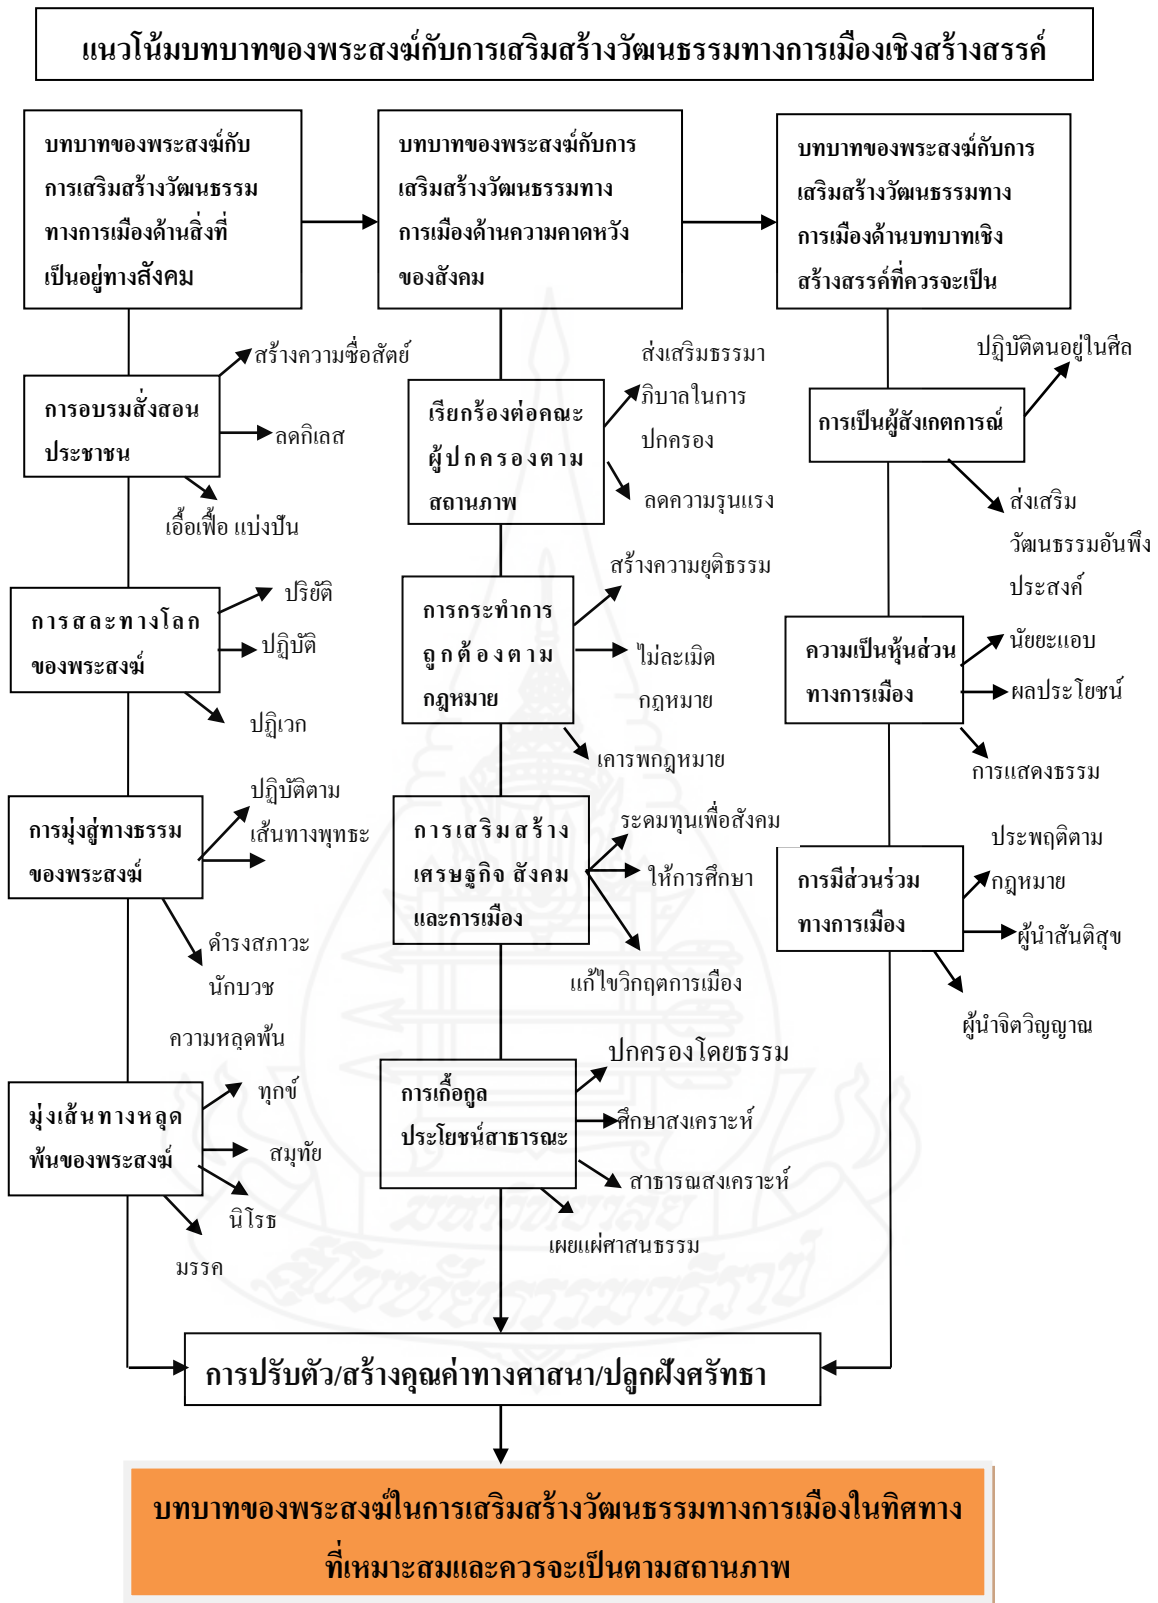 แนวโน้มบทบาทของพระสงฆ์กับการเสริมสร้างวัฒนธรรมทางการเมืองเชิงสร้างสรรค์
บทบาทของพระสงฆ์กับ
การเสริมสร้างวัฒนธรรม
ทางการเมืองด้านสิ่งที่
เป็นอยู่ทางสังคม
บทบาทของพระสงฆ์กับการ
เสริมสร้างวัฒนธรรมทาง
การเมืองด้านความคาดหวัง
ของสังคม
บทบาทของพระสงฆ์กับการ
เสริมสร้างวัฒนธรรมทาง
การเมืองด้านบทบาทเชิง
สร้างสรรค์ที่ควรจะเป็น
การอบรมสั่งสอน
ประชาชน
สร้างความซื่อสัตย์
ลดกิเลส
เอื้อเฟื้อ แบ่งปัน
การสละทางโลก
ของพระสงฆ์
ปริยัติ
ปฏิบัติ
ปฏิเวก
การมุ่งสู่ทางธรรม
ของพระสงฆ์
ปฏิบัติตาม
เส้นทางพุทธะ
ดำรงสภาวะ
นักบวช
ความหลุดพ้น
มุ่งเส้นทางหลุด
พ้นของพระสงฆ์
ทุกข์
สมุทัย
นิโรธ
มรรค
เรียกร้องต่อคณะ
ผู้ปกครองตาม
สถานภาพ
ส่งเสริมธรรมา
ภิบาลในการ
ปกครอง
ลดความรุนแรง
การกระทำการ
ถูกต้องตาม
กฎหมาย
สร้างความยุติธรรม
ไม่ละเมิด
กฎหมาย
เคารพกฎหมาย
การเสริมสร้าง
เศรษฐกิจ สังคม
และการเมือง
ระดมทุนเพื่อสังคม
ให้การศึกษา
แก้ไขวิกฤตการเมือง
การเกื้อกูล
ประโยชน์สาธารณะ
ปกครองโดยธรรม
ศึกษาสงเคราะห์
สาธารณสงเคราะห์
เผยแผ่ศาสนธรรม
การเป็นผู้สังเกตการณ์
ปฏิบัติตนอยู่ในศีล
ส่งเสริม
วัฒนธรรมอันพึง
ประสงค์
ความเป็นหุ้นส่วน
ทางการเมือง
นัยยะแอบ
ผลประโยชน์
การแสดงธรรม
การมีส่วนร่วม
ทางการเมือง
ประพฤติตาม
กฎหมาย
ผู้นำสันติสุข
ผู้นำจิตวิญญาณ
มหาวิทยาลัย
สุโขทัยธรรมาธิราช
การปรับตัว/สร้างคุณค่าทางศาสนา/ปลูกฝังศรัทธา
บทบาทของพระสงฆ์ในการเสริมสร้างวัฒนธรรมทางการเมืองในทิศทาง
ที่เหมาะสมและควรจะเป็นตามสถานภาพ